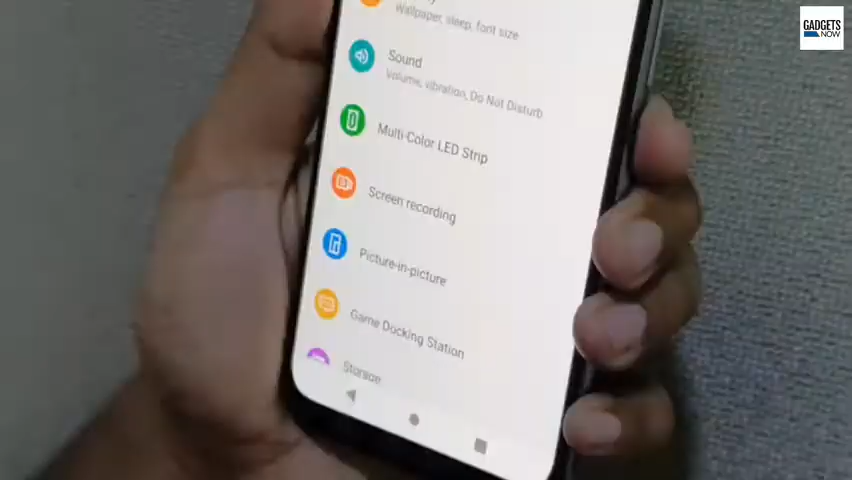 GADGETS
NOW
Wallpaper, sleep, font size
Sound
Volume, vibration, Do Not Disturb
Multi-Color LED Strip
Screen recording
Picture-in-picture
Game Docking Station
Storage